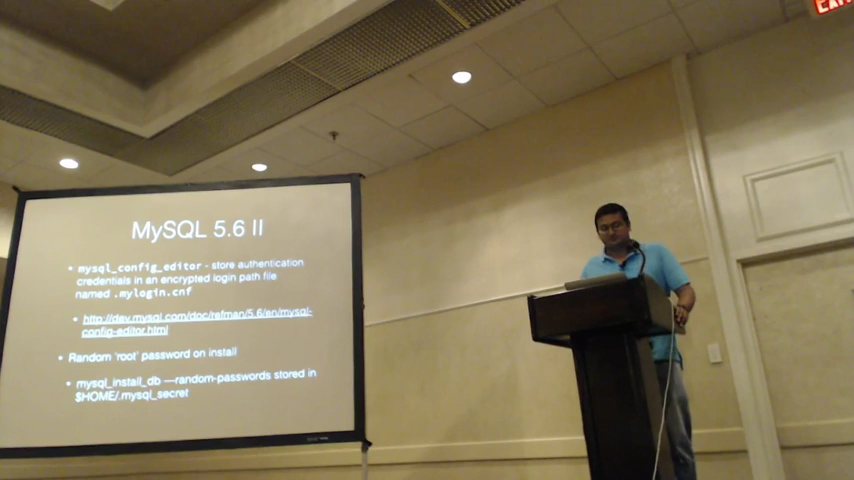 MySQL 5.6 II
• mysql_config_editor - store authentication
credentials in an encrypted login path file
named .mylogin.cnf
• http://dev.mysql.com/doc/refman/5.6/en/mysql-
config-editor.html
• Random 'root' password on install
• mysql_install_db —random-passwords stored in
$HOME/.mysql_secret